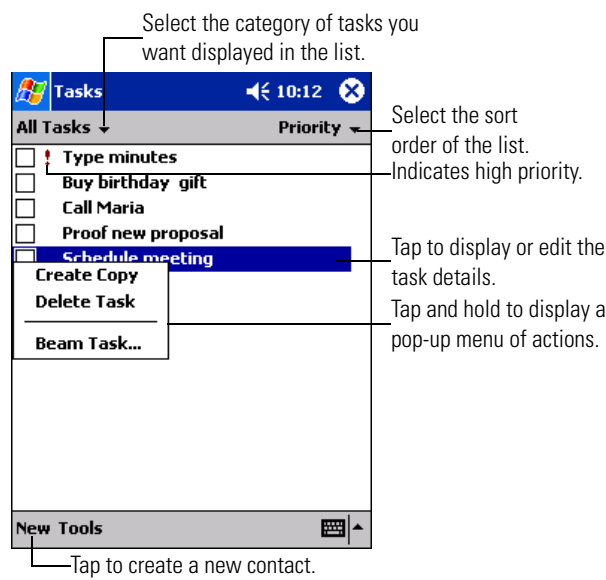 Select the category of tasks you
want displayed in the list.
Tasks 10:12
All Tasks Priority
Select the sort
order of the list.
! Type minutes
Indicates high priority.
Buy birthday gift
Call Maria
Proof new proposal
Schedule meeting
Tap to display or edit the
task details.
Create Copy
Delete Task
Beam Task...
Tap and hold to display a
pop-up menu of actions.
New Tools
Tap to create a new contact.